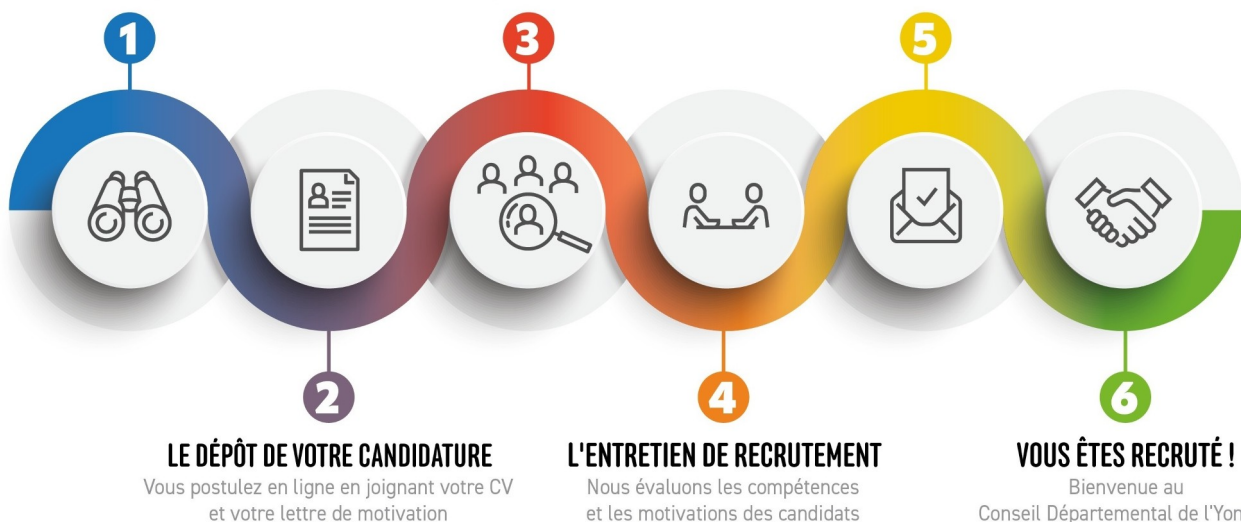 1
3
5
2
4
6
LE DÉPÔT DE VOTRE CANDIDATURE
Vous postulez en ligne en joignant votre CV
et votre lettre de motivation
L'ENTRETIEN DE RECRUTEMENT
Nous évaluons les compétences
et les motivations des candidats
VOUS ÊTES RECRUTÉ !
Bienvenue au
Conseil Départemental de l'Yon